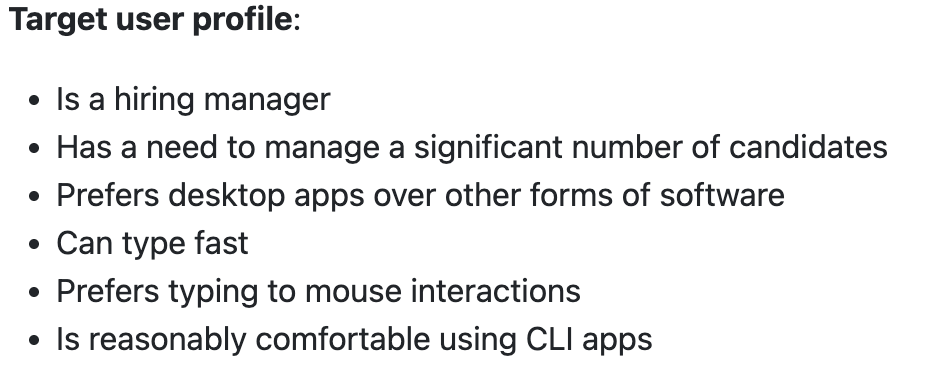 Target user profile:
• Is a hiring manager
• Has a need to manage a significant number of candidates
• Prefers desktop apps over other forms of software
• Can type fast
• Prefers typing to mouse interactions
• Is reasonably comfortable using CLI apps